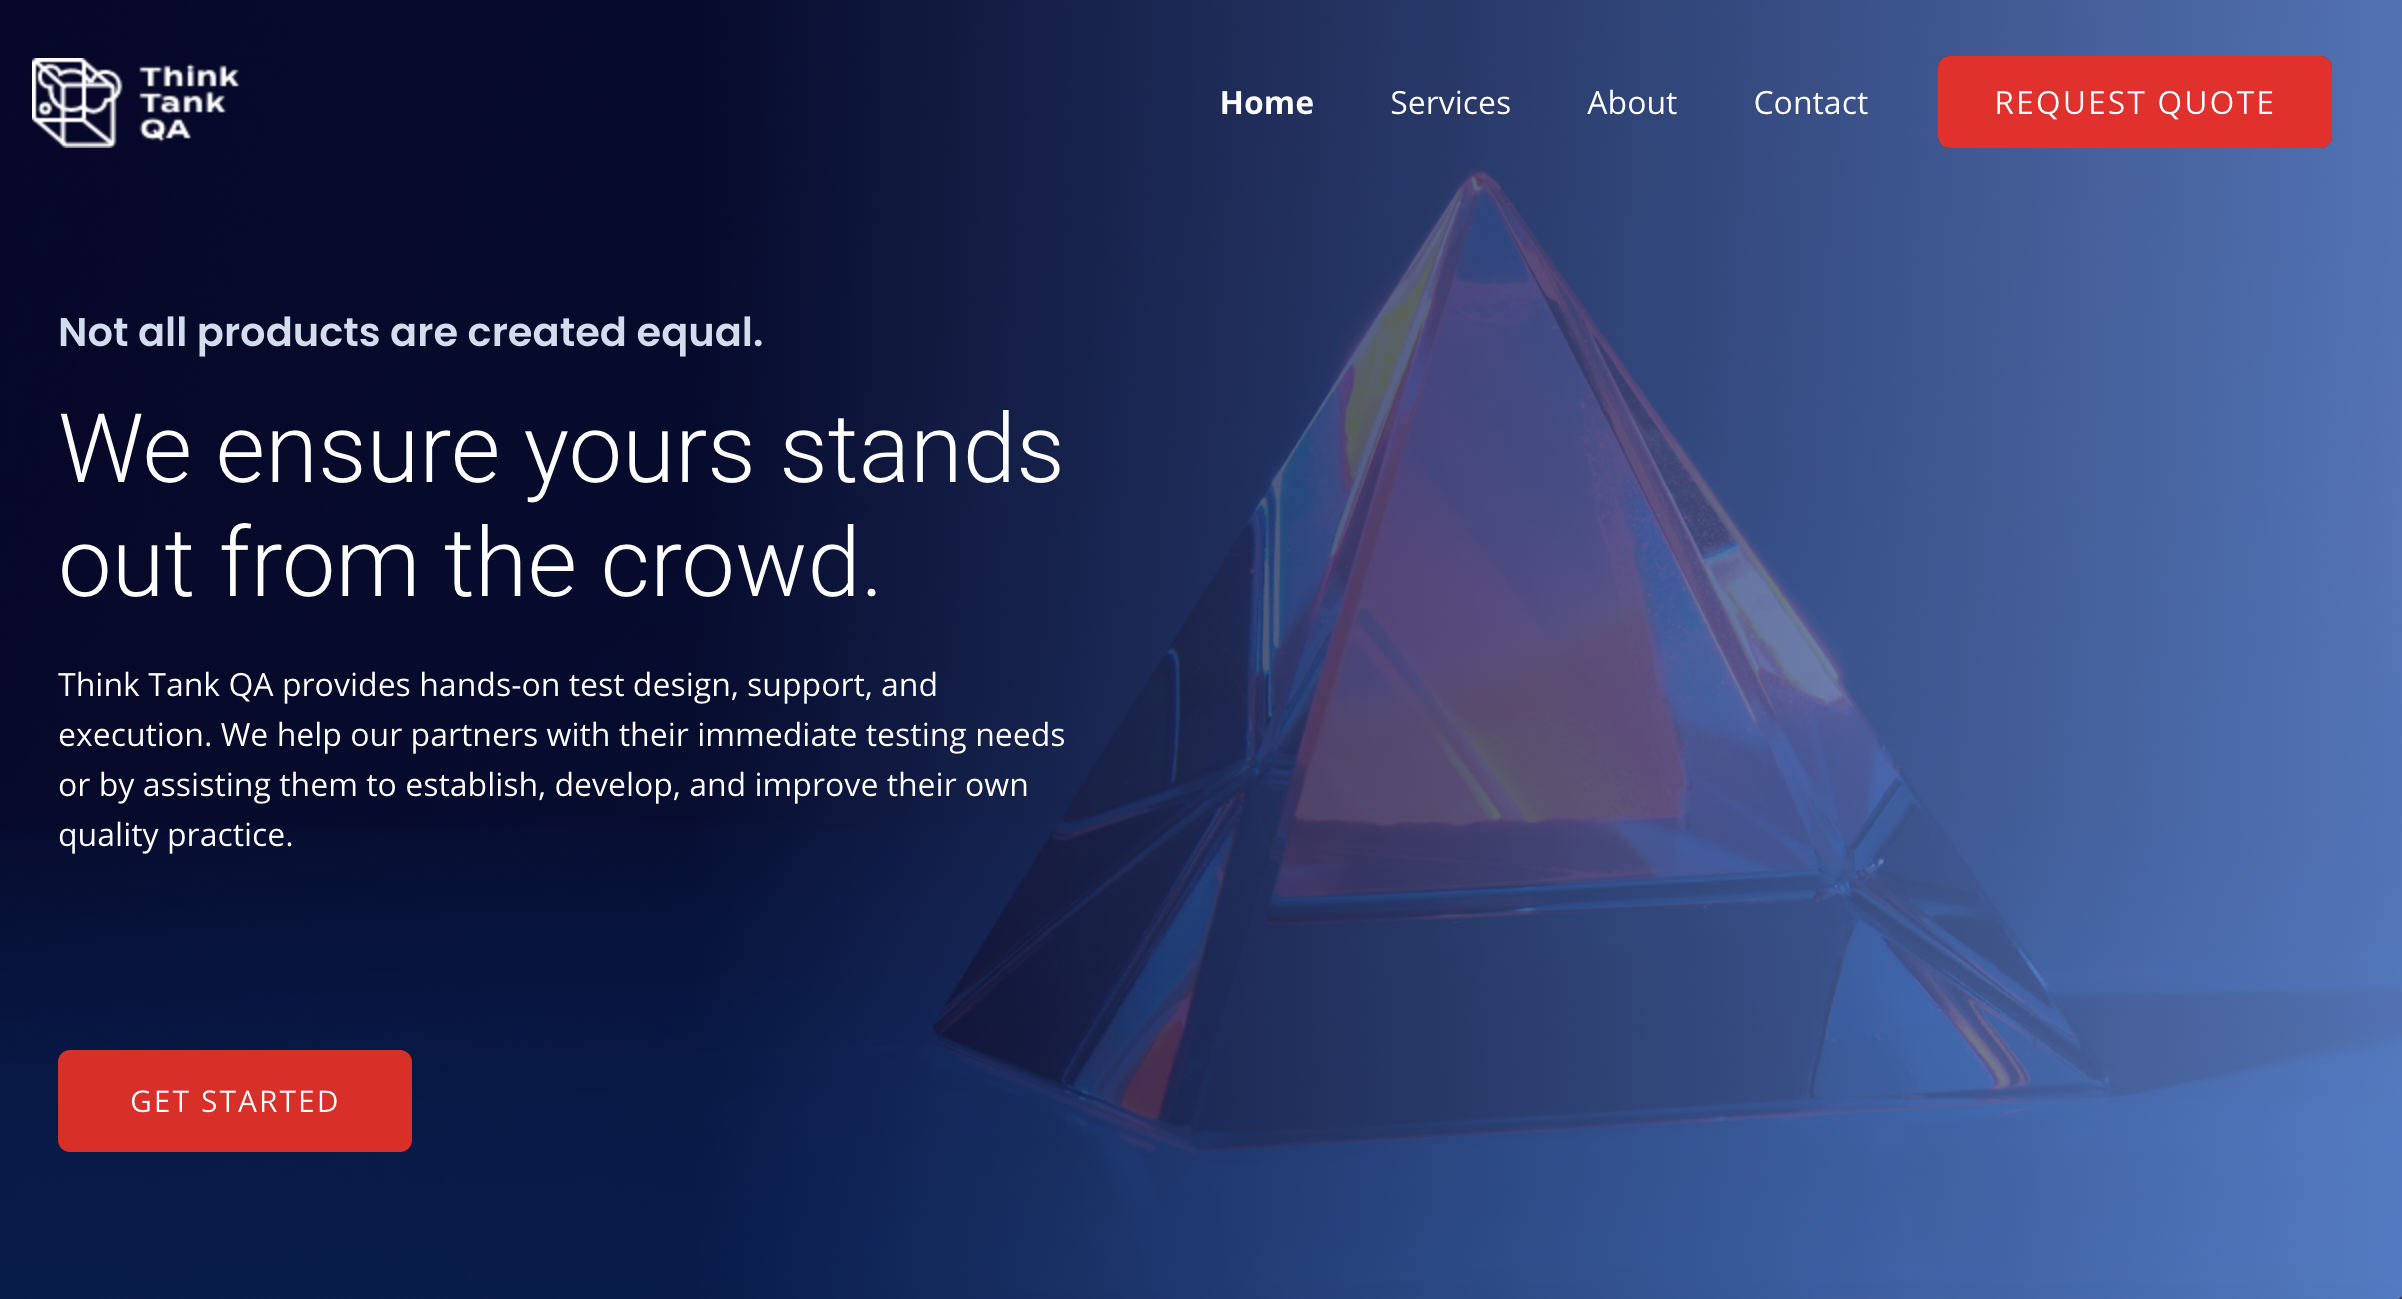 Think
Tank
QA
Home
Services
About
Contact
REQUEST QUOTE
Not all products are created equal.
We ensure yours stands
out from the crowd.
Think Tank QA provides hands-on test design, support, and
execution. We help our partners with their immediate testing needs
or by assisting them to establish, develop, and improve their own
quality practice.
GET STARTED